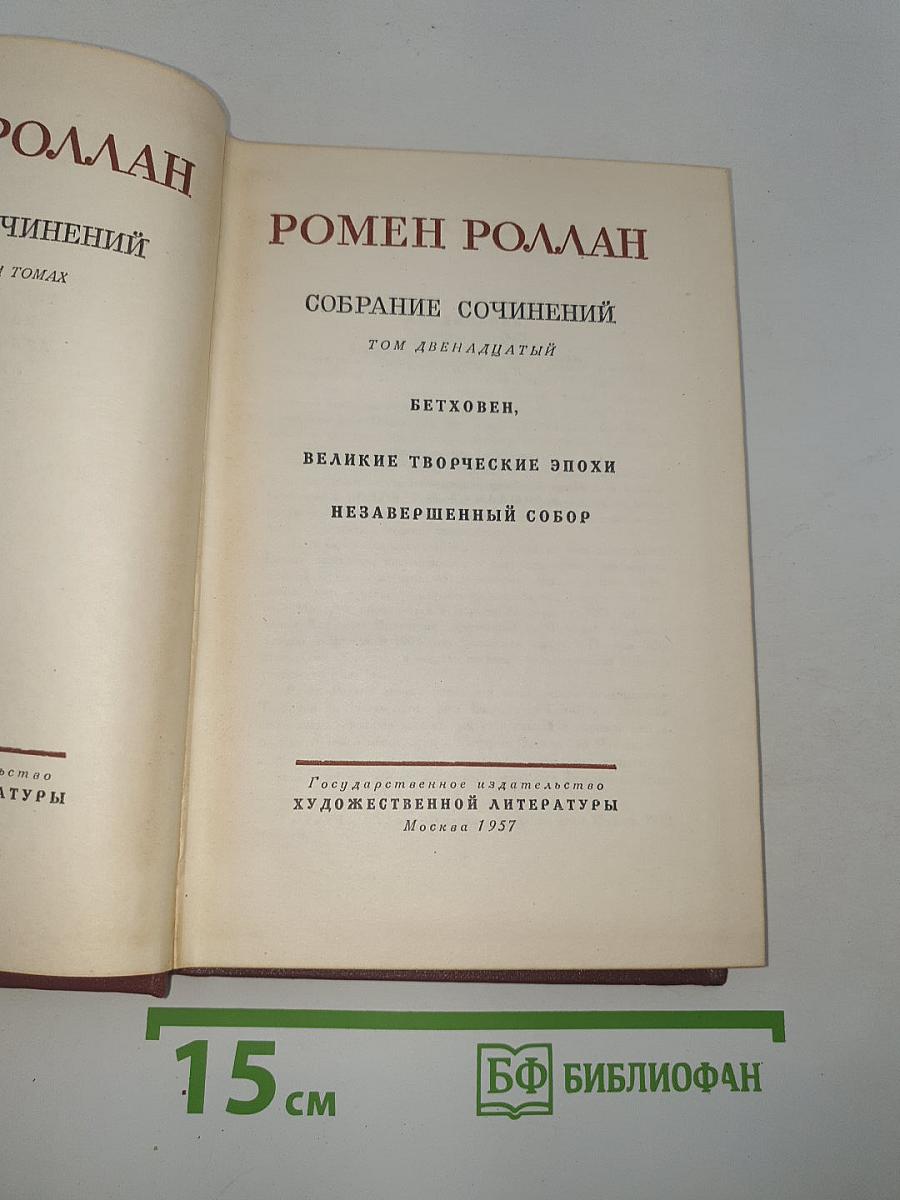 РОЛЛАН
ЧИНЕНИЙ
ТОМАХ
АТУРЫ
РОМЕН РОЛЛАН
СОБРАНИЕ СОЧИНЕНИЙ
ТОМ ДВЕНАДЦАТЫЙ
БЕТХОВЕН,
ВЕЛИКИЕ ТВОРЧЕСКИЕ ЭПОХИ
НЕЗАВЕРШЕННЫЙ СОБОР
Государственное издательство
ХУДОЖЕСТВЕННОЙ ЛИТЕРАТУРЫ
Москва 1957
15 см
БФ БИБЛИОФАН